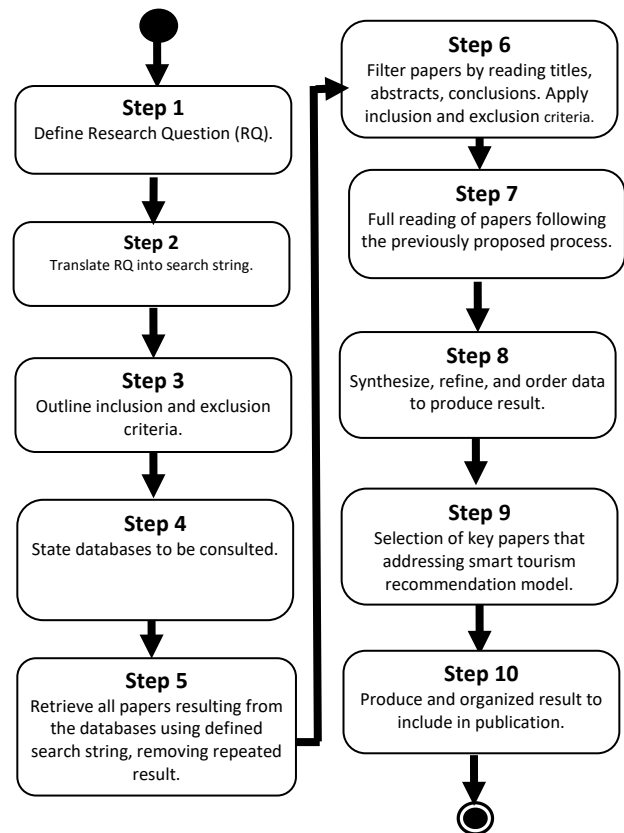 Step 1
Define Research Question (RQ).
Step 2
Translate RQ into search string.
Step 3
Outline inclusion and exclusion
criteria.
Step 4
State databases to be consulted.
Step 5
Retrieve all papers resulting from
the databases using defined
search string, removing repeated
result.
Step 6
Filter papers by reading titles,
abstracts, conclusions. Apply
inclusion and exclusion criteria.
Step 7
Full reading of papers following
the previously proposed process.
Step 8
Synthesize, refine, and order data
to produce result.
Step 9
Selection of key papers that
addressing smart tourism
recommendation model.
Step 10
Produce and organized result to
include in publication.